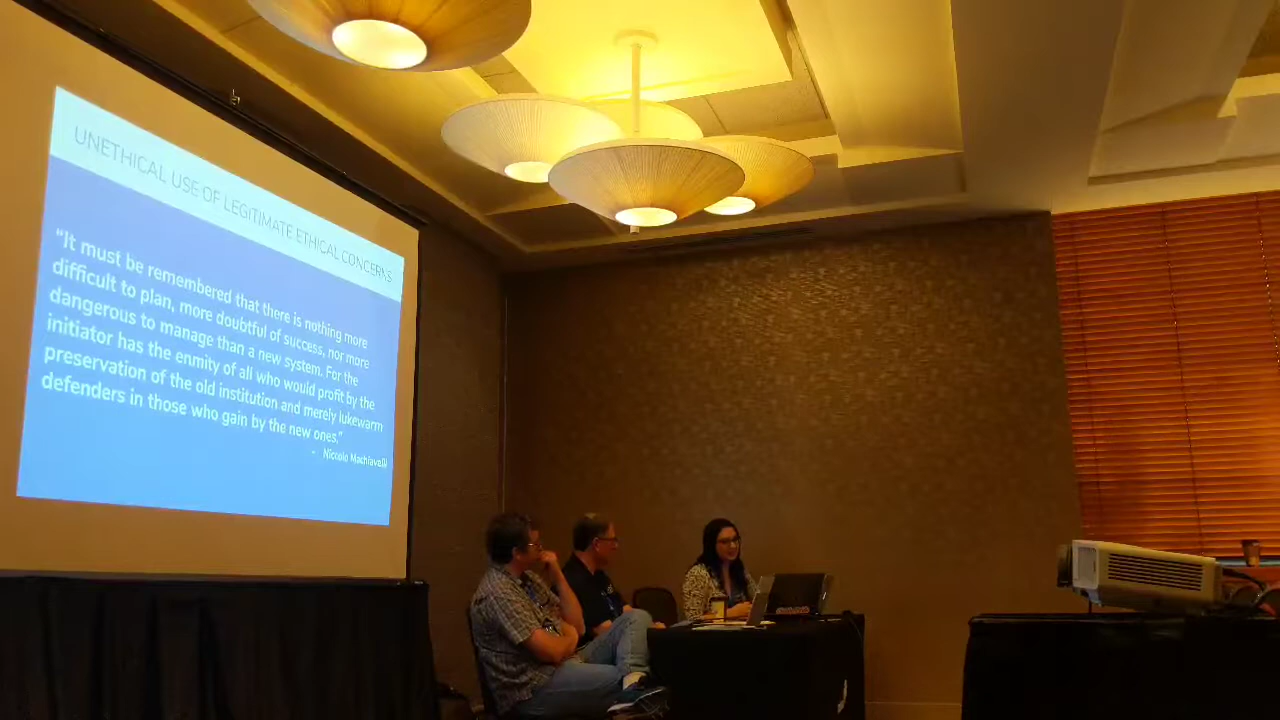 UNETHICAL USE OF LEGITIMATE ETHICAL CONCERNS
"It must be remembered that there is nothing more
difficult to plan, more doubtful of success, nor more
dangerous to manage than a new system. For the
initiator has the enmity of all who would profit by the
preservation of the old institution and merely lukewarm
defenders in those who gain by the new ones."
- Niccolo Machiavelli